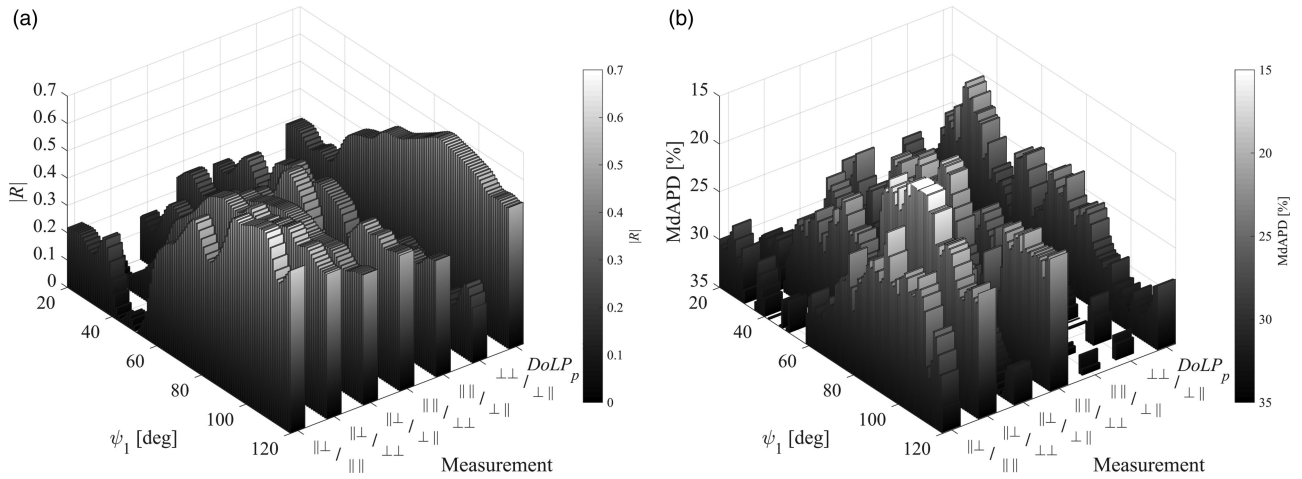 (a)
0.7
0.6
0.5
0.4
0.3
0.2
0.1
0
|R|
20
40
60
80
100
120
ψ₁ [deg]
∥⊥ / ∥∥
∥⊥ / ⊥⊥
∥⊥ / ⊥∥
∥∥ / ⊥⊥
∥∥ / ⊥∥
⊥⊥ / ⊥∥
DoLPₚ
Measurement
0.7
0.6
0.5
0.4
0.3
0.2
0.1
0
|R|
(b)
15
20
25
30
35
MdAPD [%]
20
40
60
80
100
120
ψ₁ [deg]
∥⊥ / ∥∥
∥⊥ / ⊥⊥
∥⊥ / ⊥∥
∥∥ / ⊥⊥
∥∥ / ⊥∥
⊥⊥ / ⊥∥
DoLPₚ
Measurement
15
20
25
30
35
MdAPD [%]